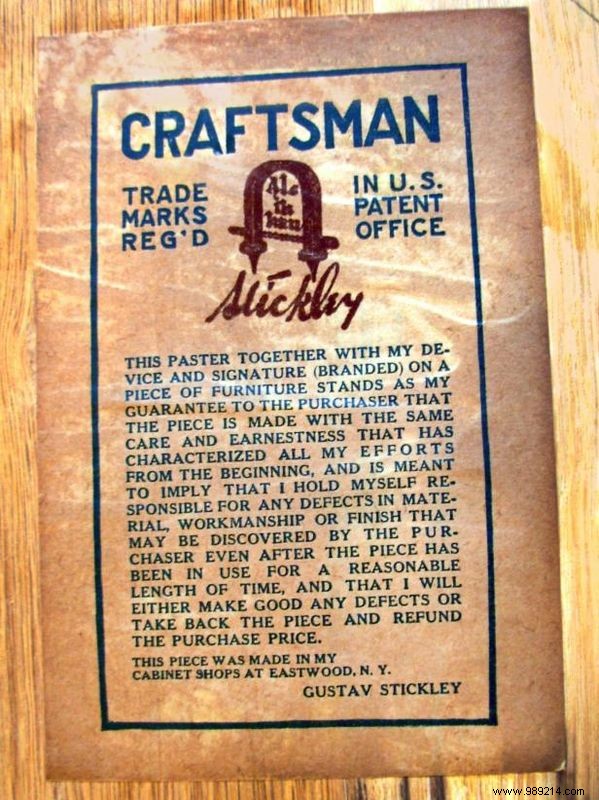 CRAFTSMAN
TRADE
MARKS
REG'D
Als
ik
kan
IN U.S.
PATENT
OFFICE
Stickley
THIS PASTER TOGETHER WITH MY DE-
VICE AND SIGNATURE (BRANDED) ON A
PIECE OF FURNITURE STANDS AS MY
GUARANTEE TO THE PURCHASER THAT
THE PIECE IS MADE WITH THE SAME
CARE AND EARNESTNESS THAT HAS
CHARACTERIZED ALL MY EFFORTS
FROM THE BEGINNING, AND IS MEANT
TO IMPLY THAT I HOLD MYSELF RE-
SPONSIBLE FOR ANY DEFECTS IN MATE-
RIAL, WORKMANSHIP OR FINISH THAT
MAY BE DISCOVERED BY THE PUR-
CHASER EVEN AFTER THE PIECE HAS
BEEN IN USE FOR A REASONABLE
LENGTH OF TIME, AND THAT I WILL
EITHER MAKE GOOD ANY DEFECTS OR
TAKE BACK THE PIECE AND REFUND
THE PURCHASE PRICE.
THIS PIECE WAS MADE IN MY
CABINET SHOPS AT EASTWOOD, N. Y.
GUSTAV STICKLEY
www.989214.com